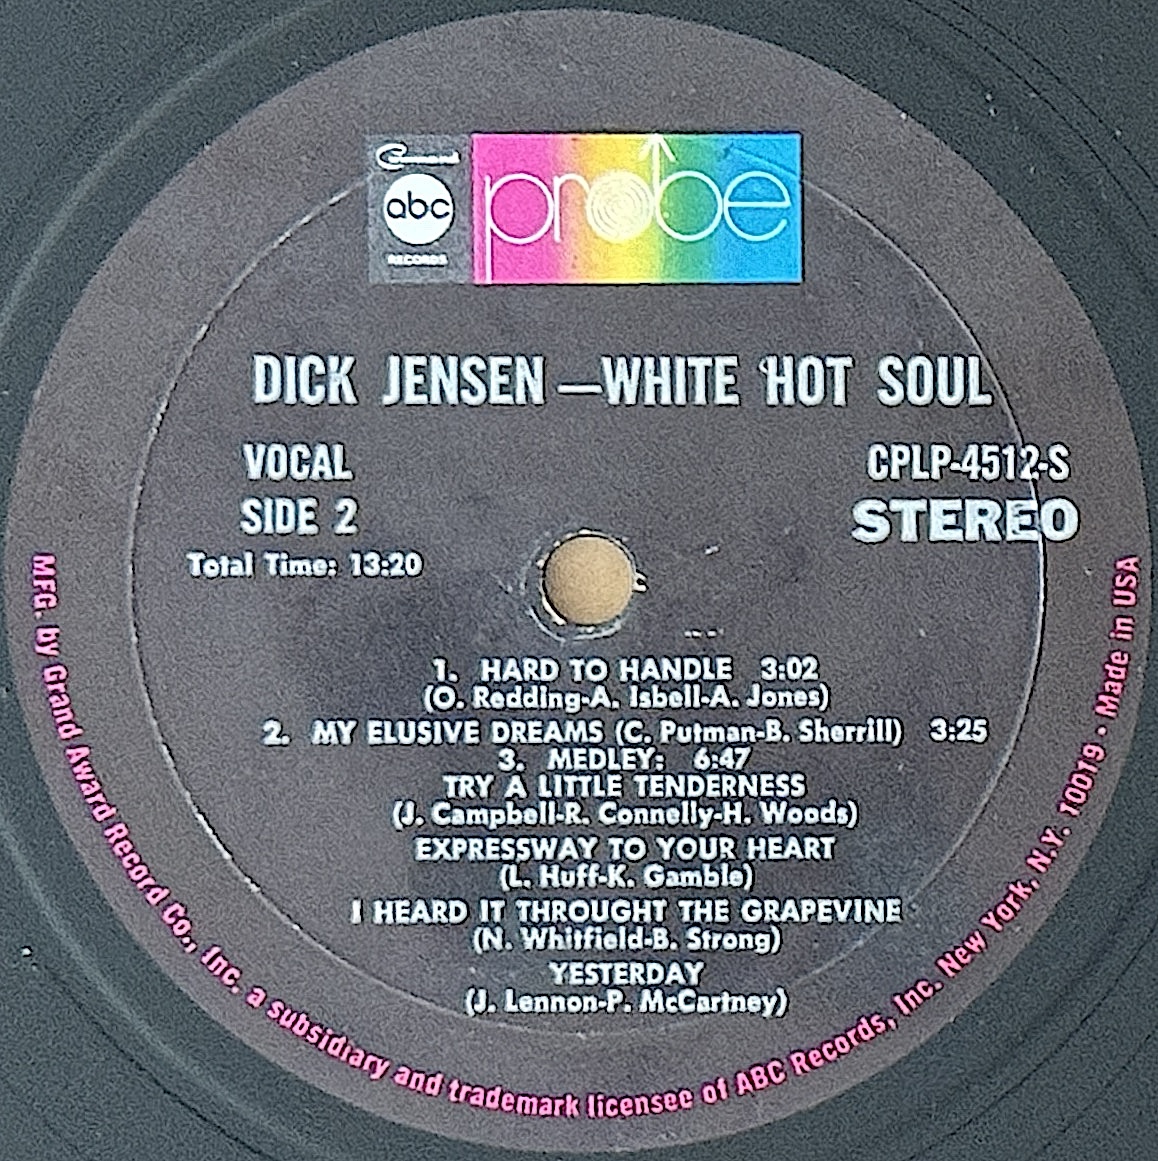 Command
abc
RECORDS
probe
DICK JENSEN—WHITE HOT SOUL
VOCAL
CPLP-4512-S
SIDE 2
STEREO
Total Time: 13:20
1. HARD TO HANDLE 3:02
(O. Redding-A. Isbell-A. Jones)
2. MY ELUSIVE DREAMS (C. Putman-B. Sherrill) 3:25
3. MEDLEY: 6:47
TRY A LITTLE TENDERNESS
(J. Campbell-R. Connelly-H. Woods)
EXPRESSWAY TO YOUR HEART
(L. Huff-K. Gamble)
I HEARD IT THROUGHT THE GRAPEVINE
(N. Whitfield-B. Strong)
YESTERDAY
(J. Lennon-P. McCartney)
MFG. by Grand Award Record Co., Inc. a subsidiary and trademark licensee of ABC Records, Inc. New York, N.Y. 10019 • Made in USA